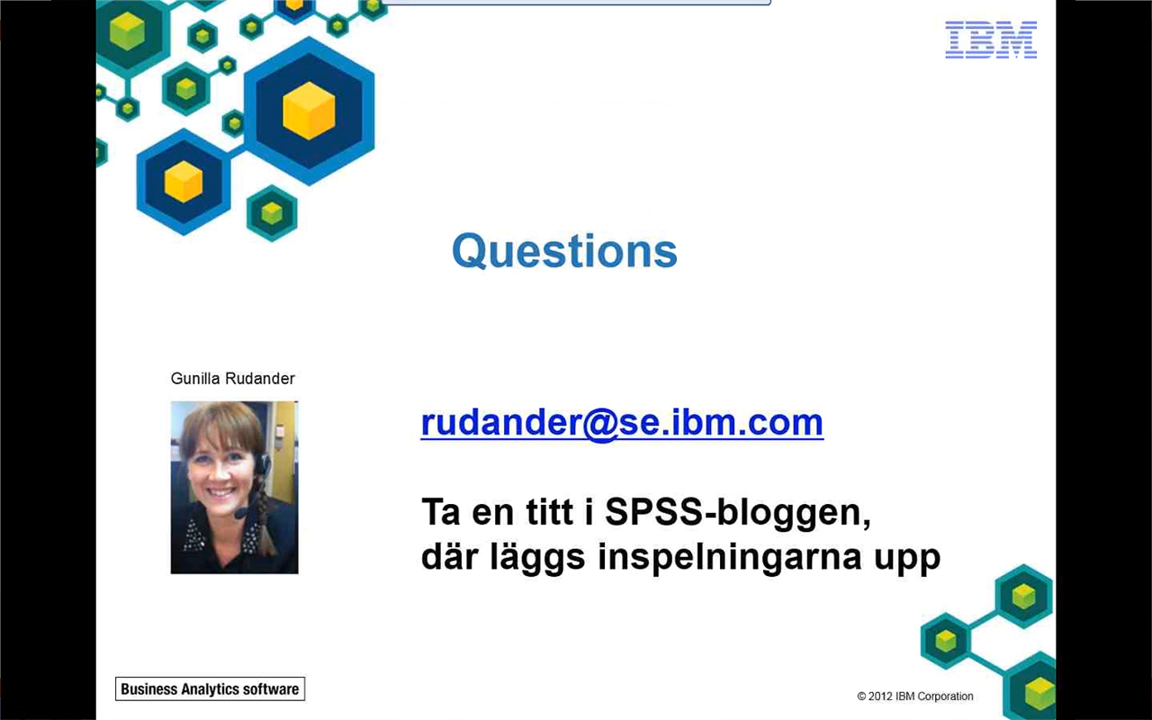 IBM
Questions
Gunilla Rudander
rudander@se.ibm.com
Ta en titt i SPSS-bloggen,
där läggs inspelningarna upp
Business Analytics software
© 2012 IBM Corporation